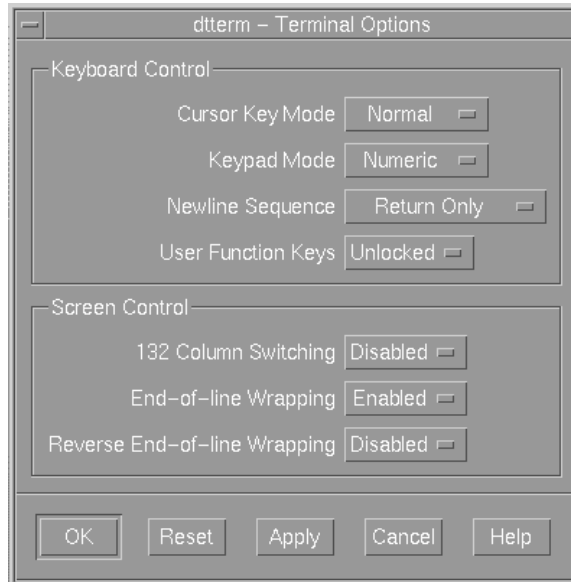 dtterm – Terminal Options
Keyboard Control
Cursor Key Mode Normal
Keypad Mode Numeric
Newline Sequence Return Only
User Function Keys Unlocked
Screen Control
132 Column Switching Disabled
End–of–line Wrapping Enabled
Reverse End–of–line Wrapping Disabled
OK Reset Apply Cancel Help